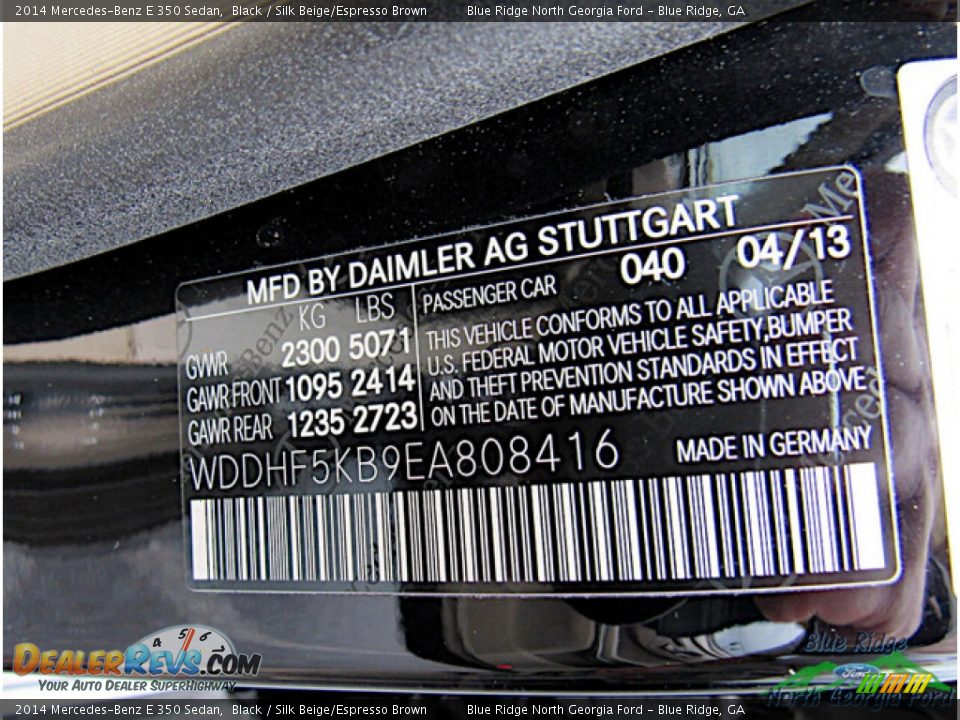 2014 Mercedes-Benz E 350 Sedan, Black / Silk Beige/Espresso Brown Blue Ridge North Georgia Ford - Blue Ridge, GA
MFD BY DAIMLER AG STUTTGART
KG LBS
GVWR 2300 5071
GAWR FRONT 1095 2414
GAWR REAR 1235 2723
PASSENGER CAR 040 04/13
THIS VEHICLE CONFORMS TO ALL APPLICABLE
U.S. FEDERAL MOTOR VEHICLE SAFETY,BUMPER
AND THEFT PREVENTION STANDARDS IN EFFECT
ON THE DATE OF MANUFACTURE SHOWN ABOVE
WDDHF5KB9EA808416 MADE IN GERMANY
4 5 6
DEALERREVS.COM
YOUR AUTO DEALER SUPERHIGHWAY
Blue Ridge
Ford
North Georgia Ford
2014 Mercedes-Benz E 350 Sedan, Black / Silk Beige/Espresso Brown Blue Ridge North Georgia Ford - Blue Ridge, GA